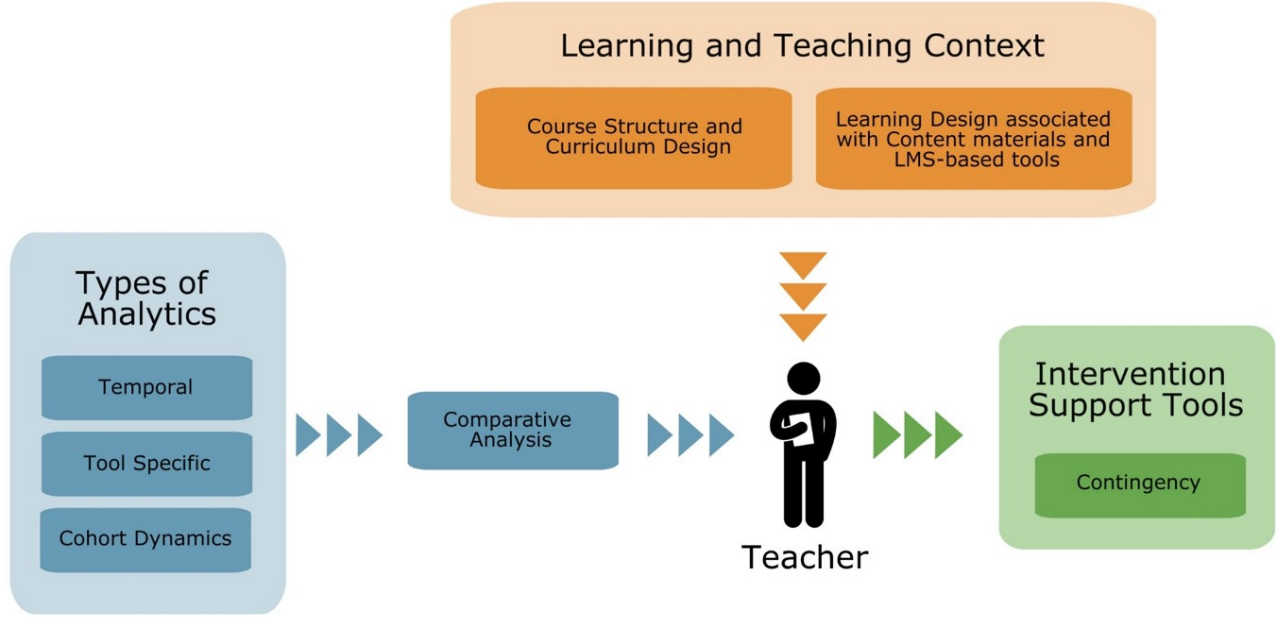 Learning and Teaching Context
Course Structure and
Curriculum Design
Learning Design associated
with Content materials and
LMS-based tools
Types of
Analytics
Temporal
Tool Specific
Cohort Dynamics
Comparative
Analysis
Teacher
Intervention
Support Tools
Contingency